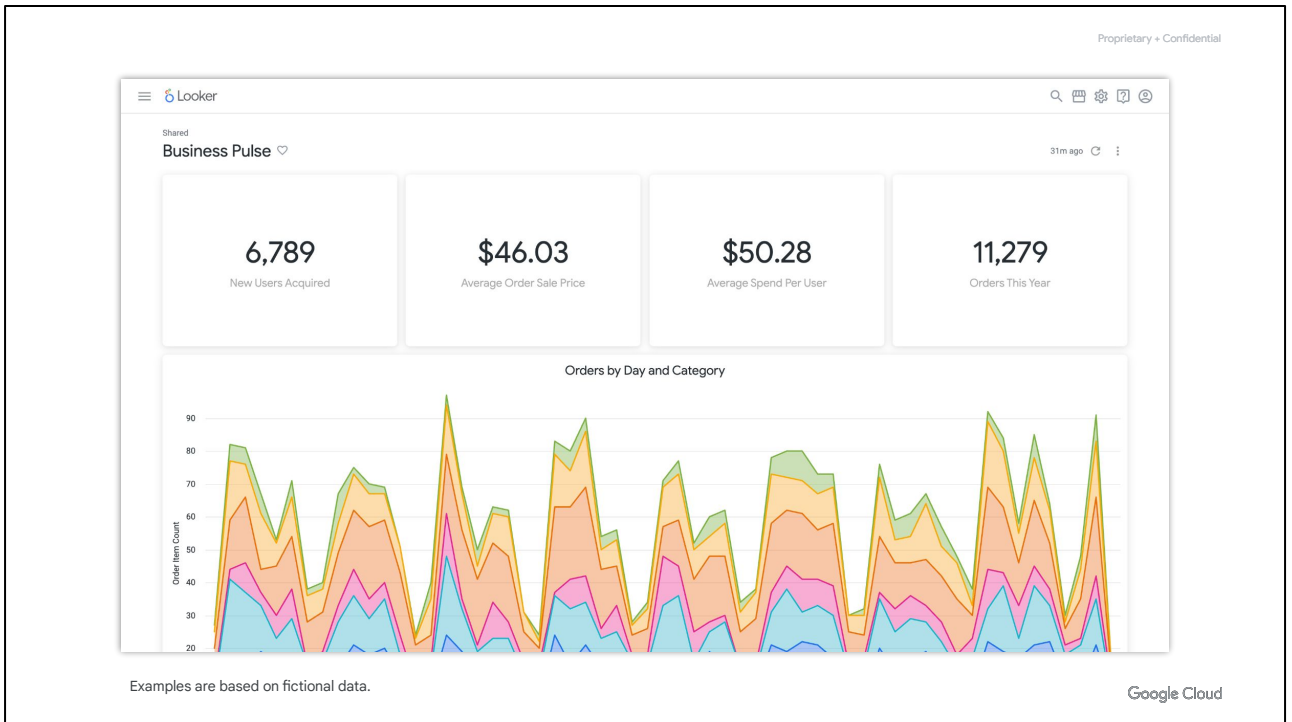 Proprietary + Confidential
Looker
Shared
Business Pulse
31m ago
6,789
New Users Acquired
$46.03
Average Order Sale Price
$50.28
Average Spend Per User
11,279
Orders This Year
Orders by Day and Category
Order Item Count
90
80
70
60
50
40
30
20
Examples are based on fictional data.
Google Cloud